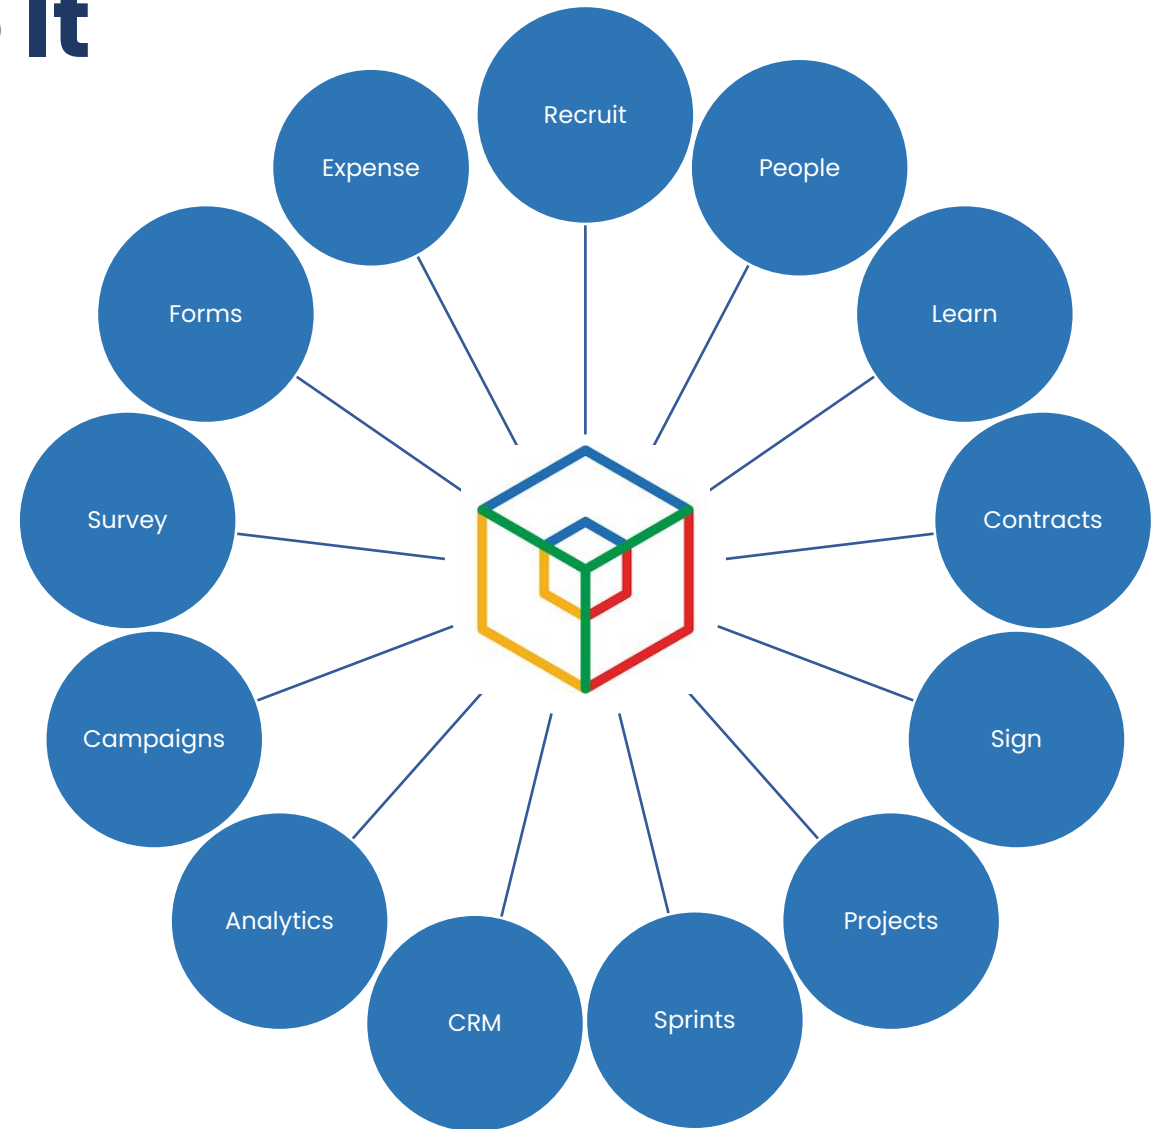 It
Recruit
People
Expense
Learn
Forms
Contracts
Survey
Sign
Campaigns
Projects
Analytics
Sprints
CRM